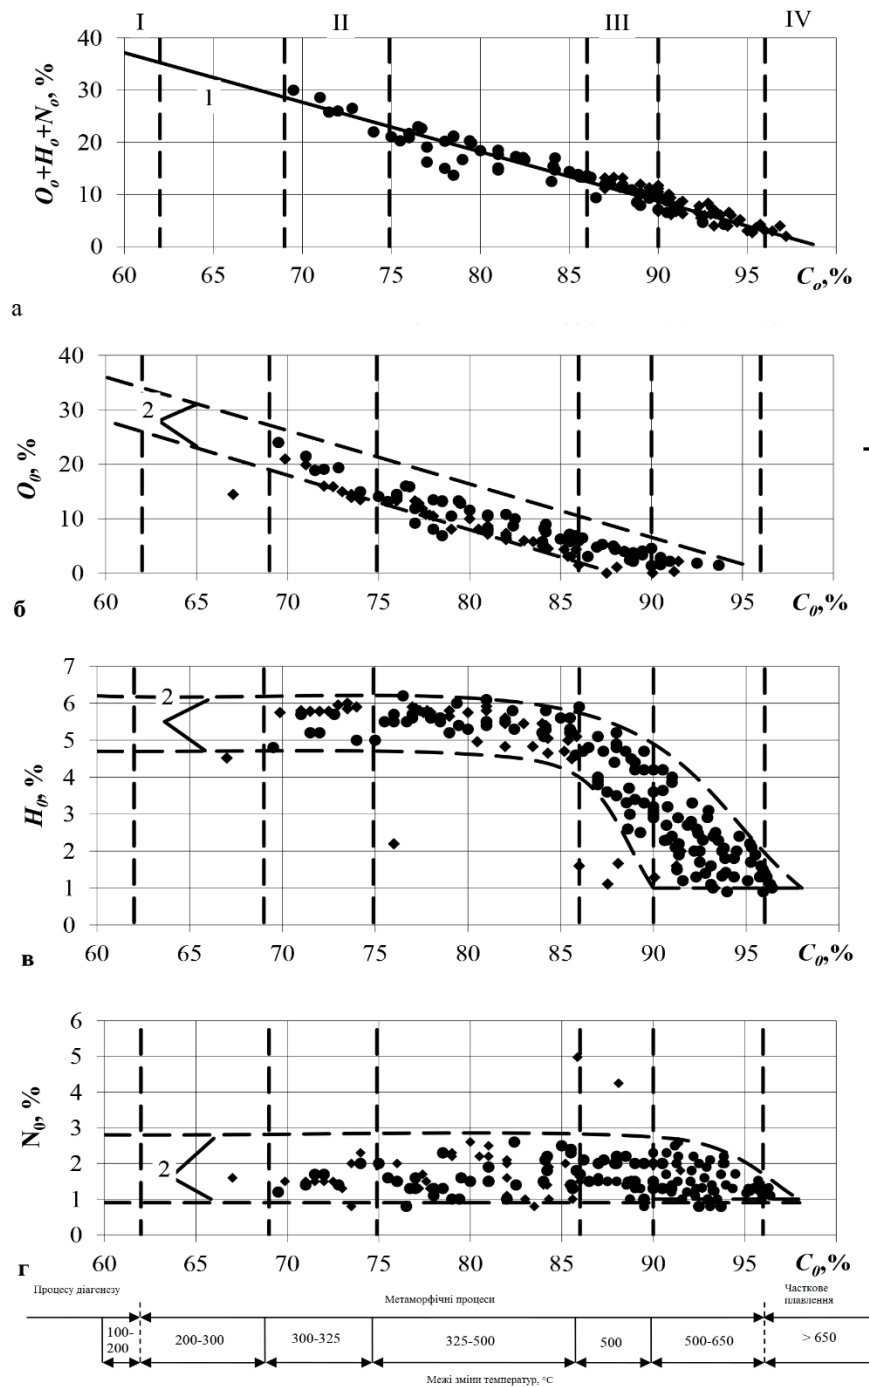 I II III IV
40
30
20
10
0
Oo+Ho+No, %
1
60 65 70 75 80 85 90 95 Co,%
а
40
30
20
10
0
O0, %
2
60 65 70 75 80 85 90 95 C0,%
б
7
6
5
4
3
2
1
0
H0, %
2
60 65 70 75 80 85 90 95 C0,%
в
6
5
4
3
2
1
0
N0, %
2
60 65 70 75 80 85 90 95 C0,%
г
Процесу діагенезу Метаморфічні процеси Часткове
плавлення
100-
200 200-300 300-325 325-500 500 500-650 > 650
Межі зміни температур, °C